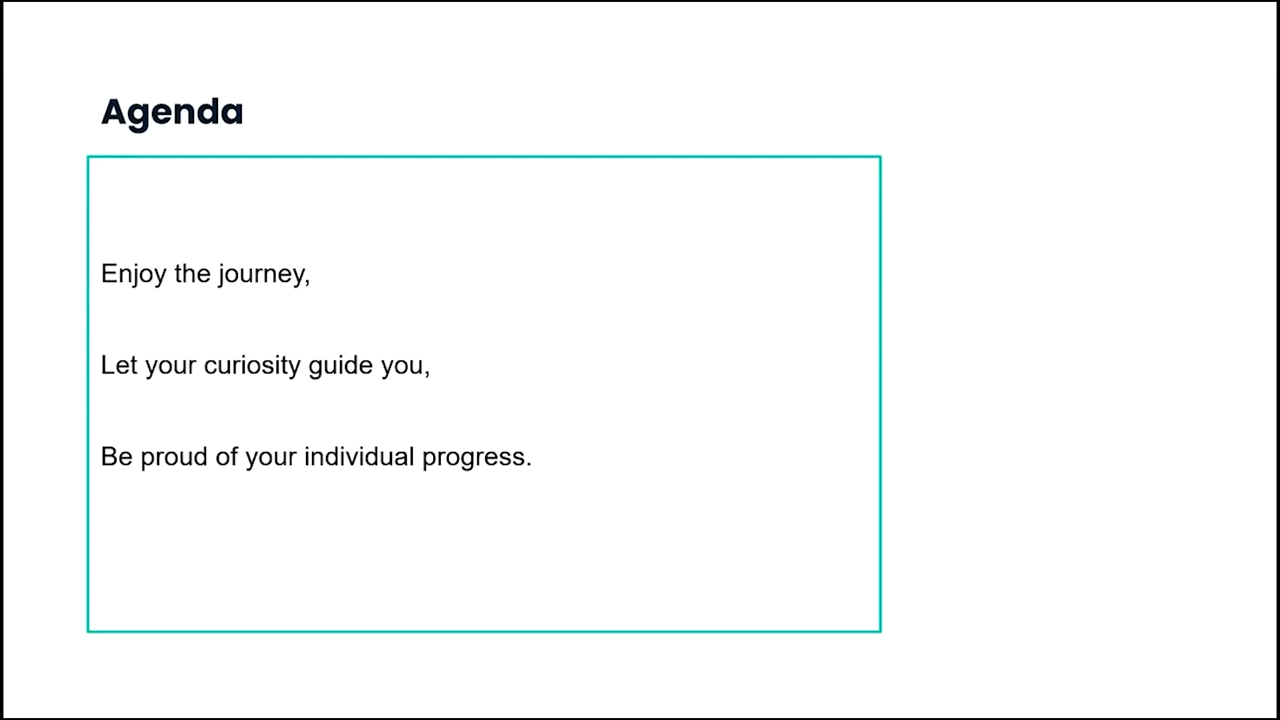 Agenda
Enjoy the journey,
Let your curiosity guide you,
Be proud of your individual progress.